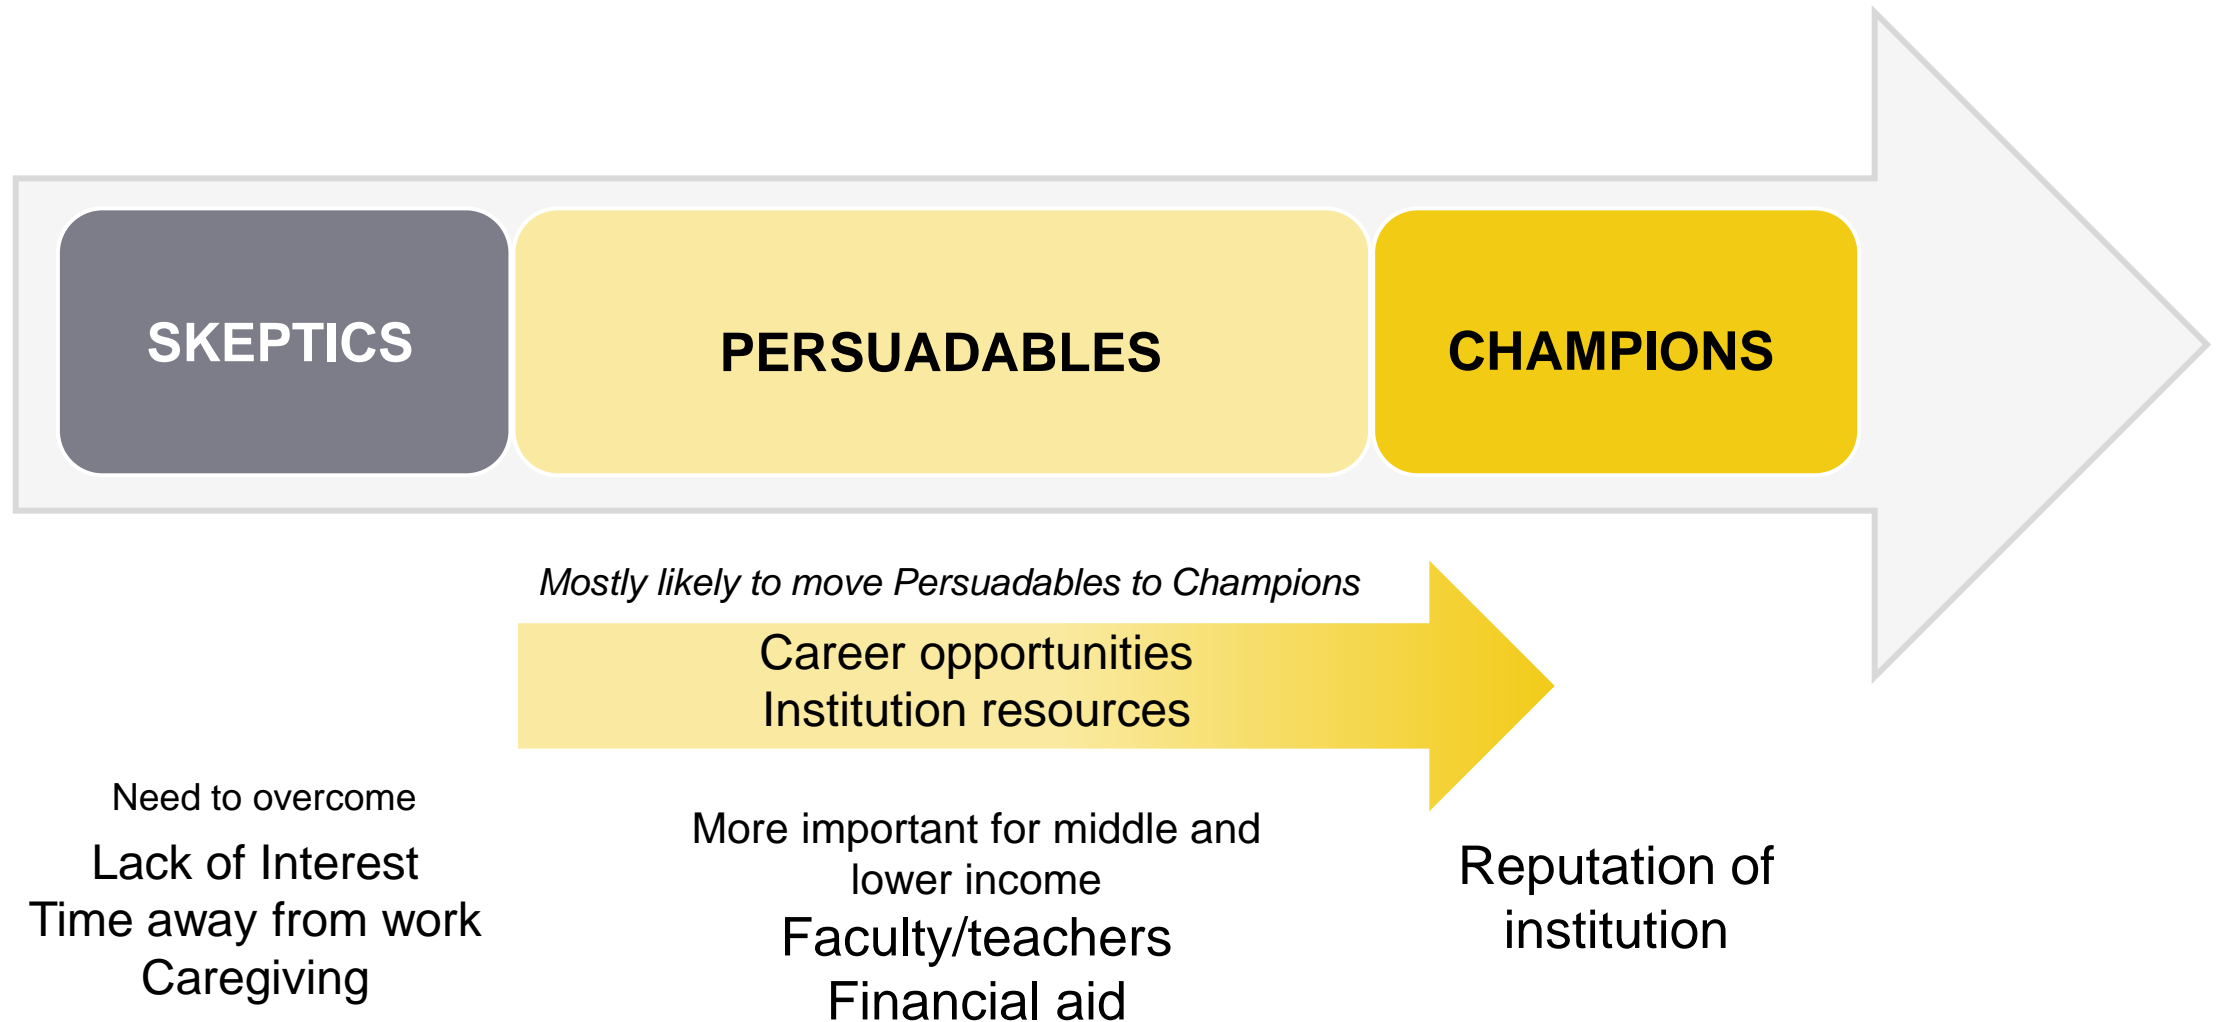 SKEPTICS
PERSUADABLES
CHAMPIONS
Mostly likely to move Persuadables to Champions
Career opportunities
Institution resources
Need to overcome
Lack of Interest
Time away from work
Caregiving
More important for middle and
lower income
Faculty/teachers
Financial aid
Reputation of
institution